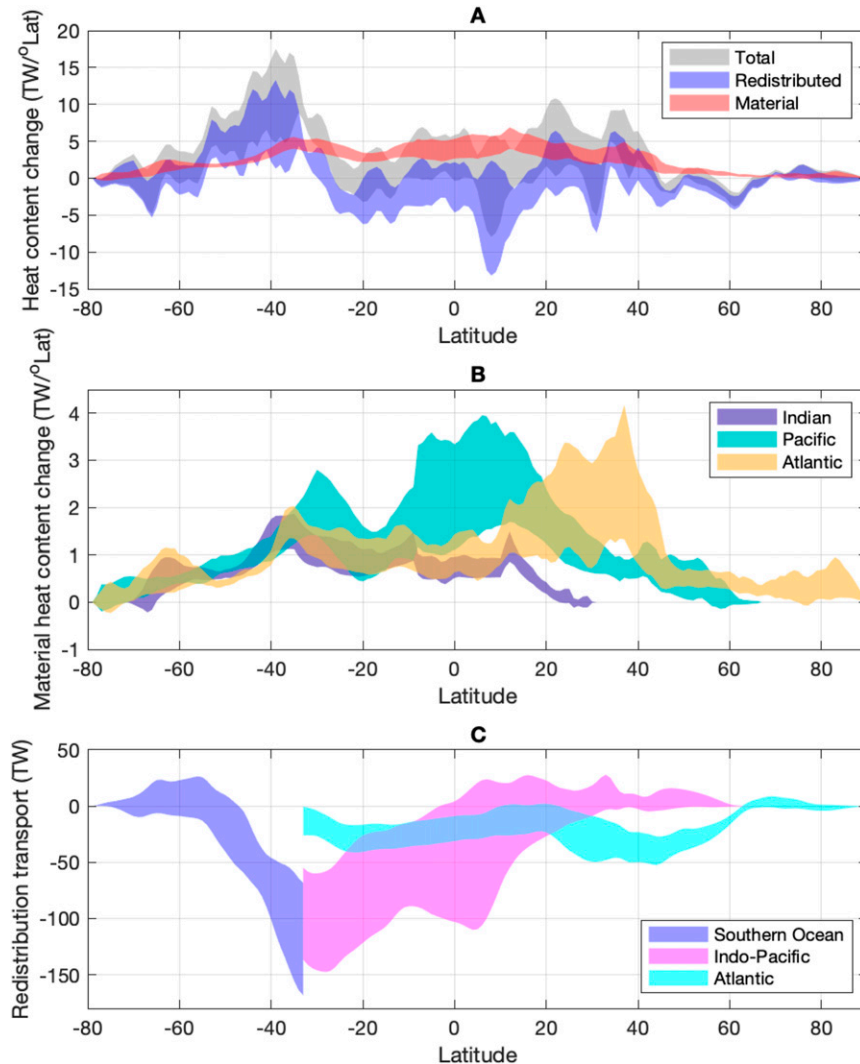 A
Heat content change (TW/°Lat)
20
15
10
5
0
-5
-10
-15
Total
Redistributed
Material
-80 -60 -40 -20 0 20 40 60 80
Latitude
B
Material heat content change (TW/°Lat)
4
3
2
1
0
-1
Indian
Pacific
Atlantic
-80 -60 -40 -20 0 20 40 60 80
Latitude
C
Redistribution transport (TW)
50
0
-50
-100
-150
Southern Ocean
Indo-Pacific
Atlantic
-80 -60 -40 -20 0 20 40 60 80
Latitude